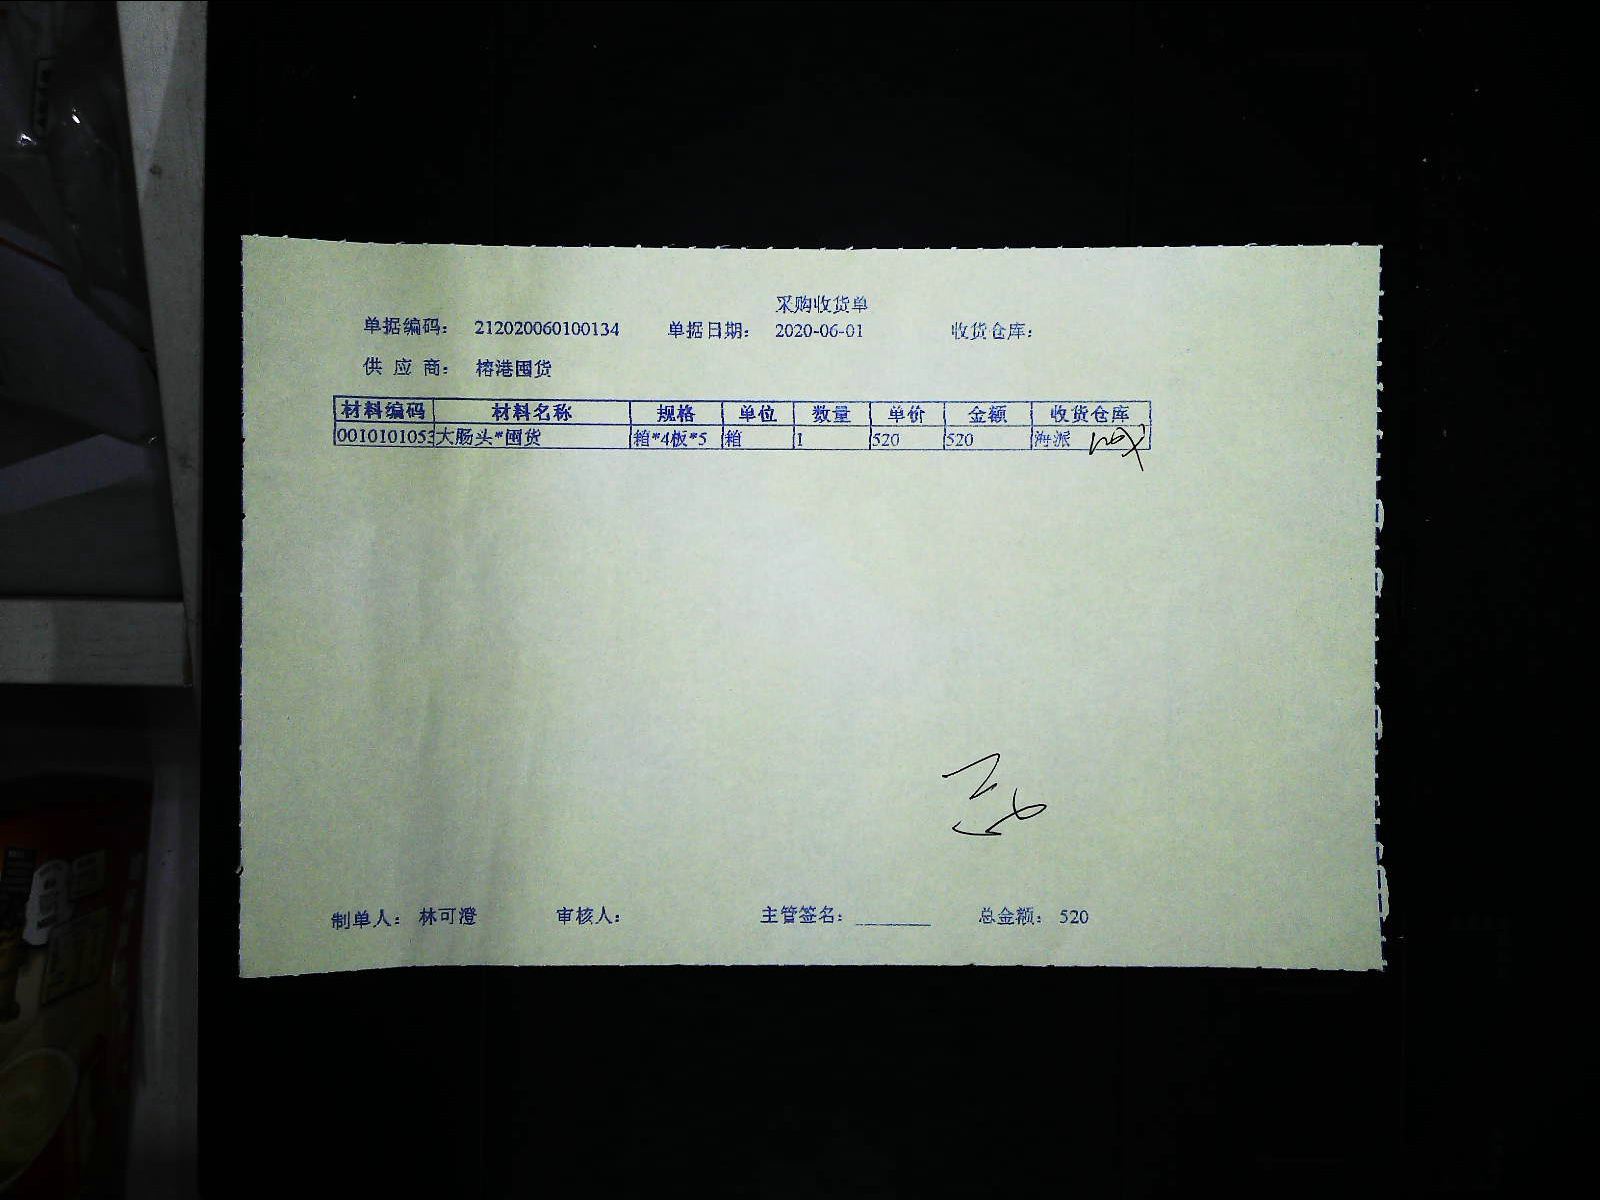 采购收货单
单据编码： 212020060100134 单据日期： 2020-06-01 收货仓库：
供 应 商： 榕港囤货
材料编码 材料名称 规格 单位 数量 单价 金额 收货仓库
0010101053 大肠头*囤货 箱*4板*5 箱 1 520 520 海派
制单人： 林可澄 审核人： 主管签名： ________ 总金额： 520